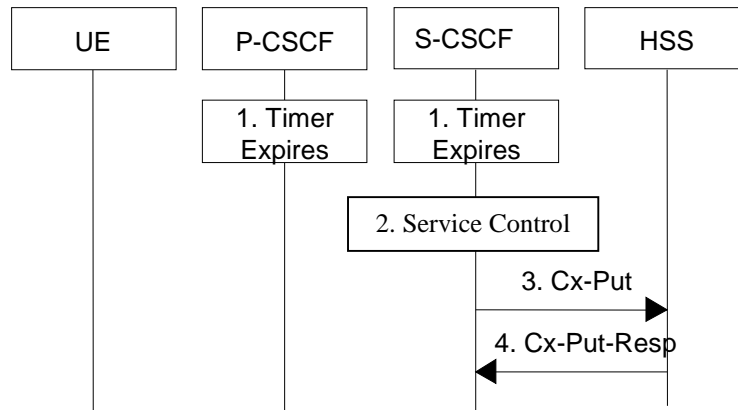 UE
P-CSCF
S-CSCF
HSS
1. Timer
Expires
1. Timer
Expires
2. Service Control
3. Cx-Put
4. Cx-Put-Resp